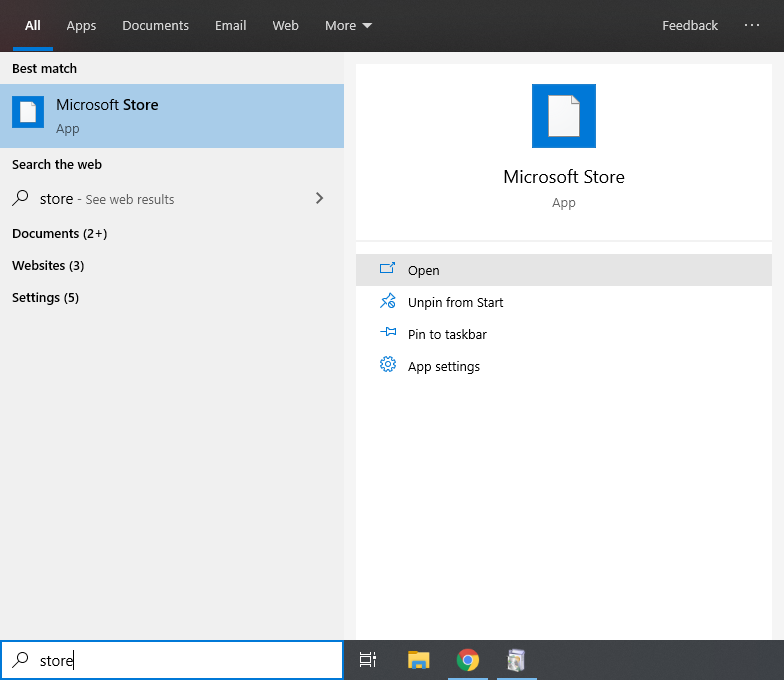 All Apps Documents Email Web More Feedback ...
Best match
Microsoft Store
App
Search the web
store - See web results
Documents (2+)
Websites (3)
Settings (5)
Microsoft Store
App
Open
Unpin from Start
Pin to taskbar
App settings
store